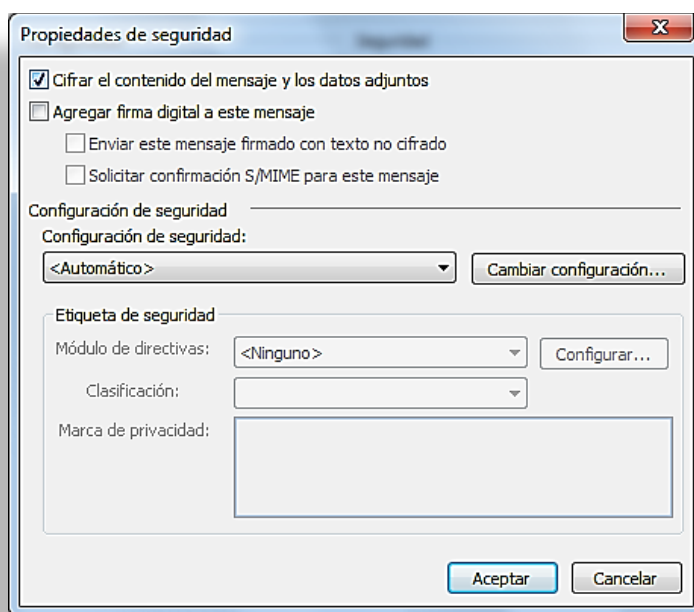 Propiedades de seguridad
Seguridad
Cifrar el contenido del mensaje y los datos adjuntos
Agregar firma digital a este mensaje
Enviar este mensaje firmado con texto no cifrado
Solicitar confirmación S/MIME para este mensaje
Configuración de seguridad
Configuración de seguridad:
<Automático> Cambiar configuración...
Etiqueta de seguridad
Módulo de directivas: <Ninguno> Configurar...
Clasificación:
Marca de privacidad:
Aceptar Cancelar